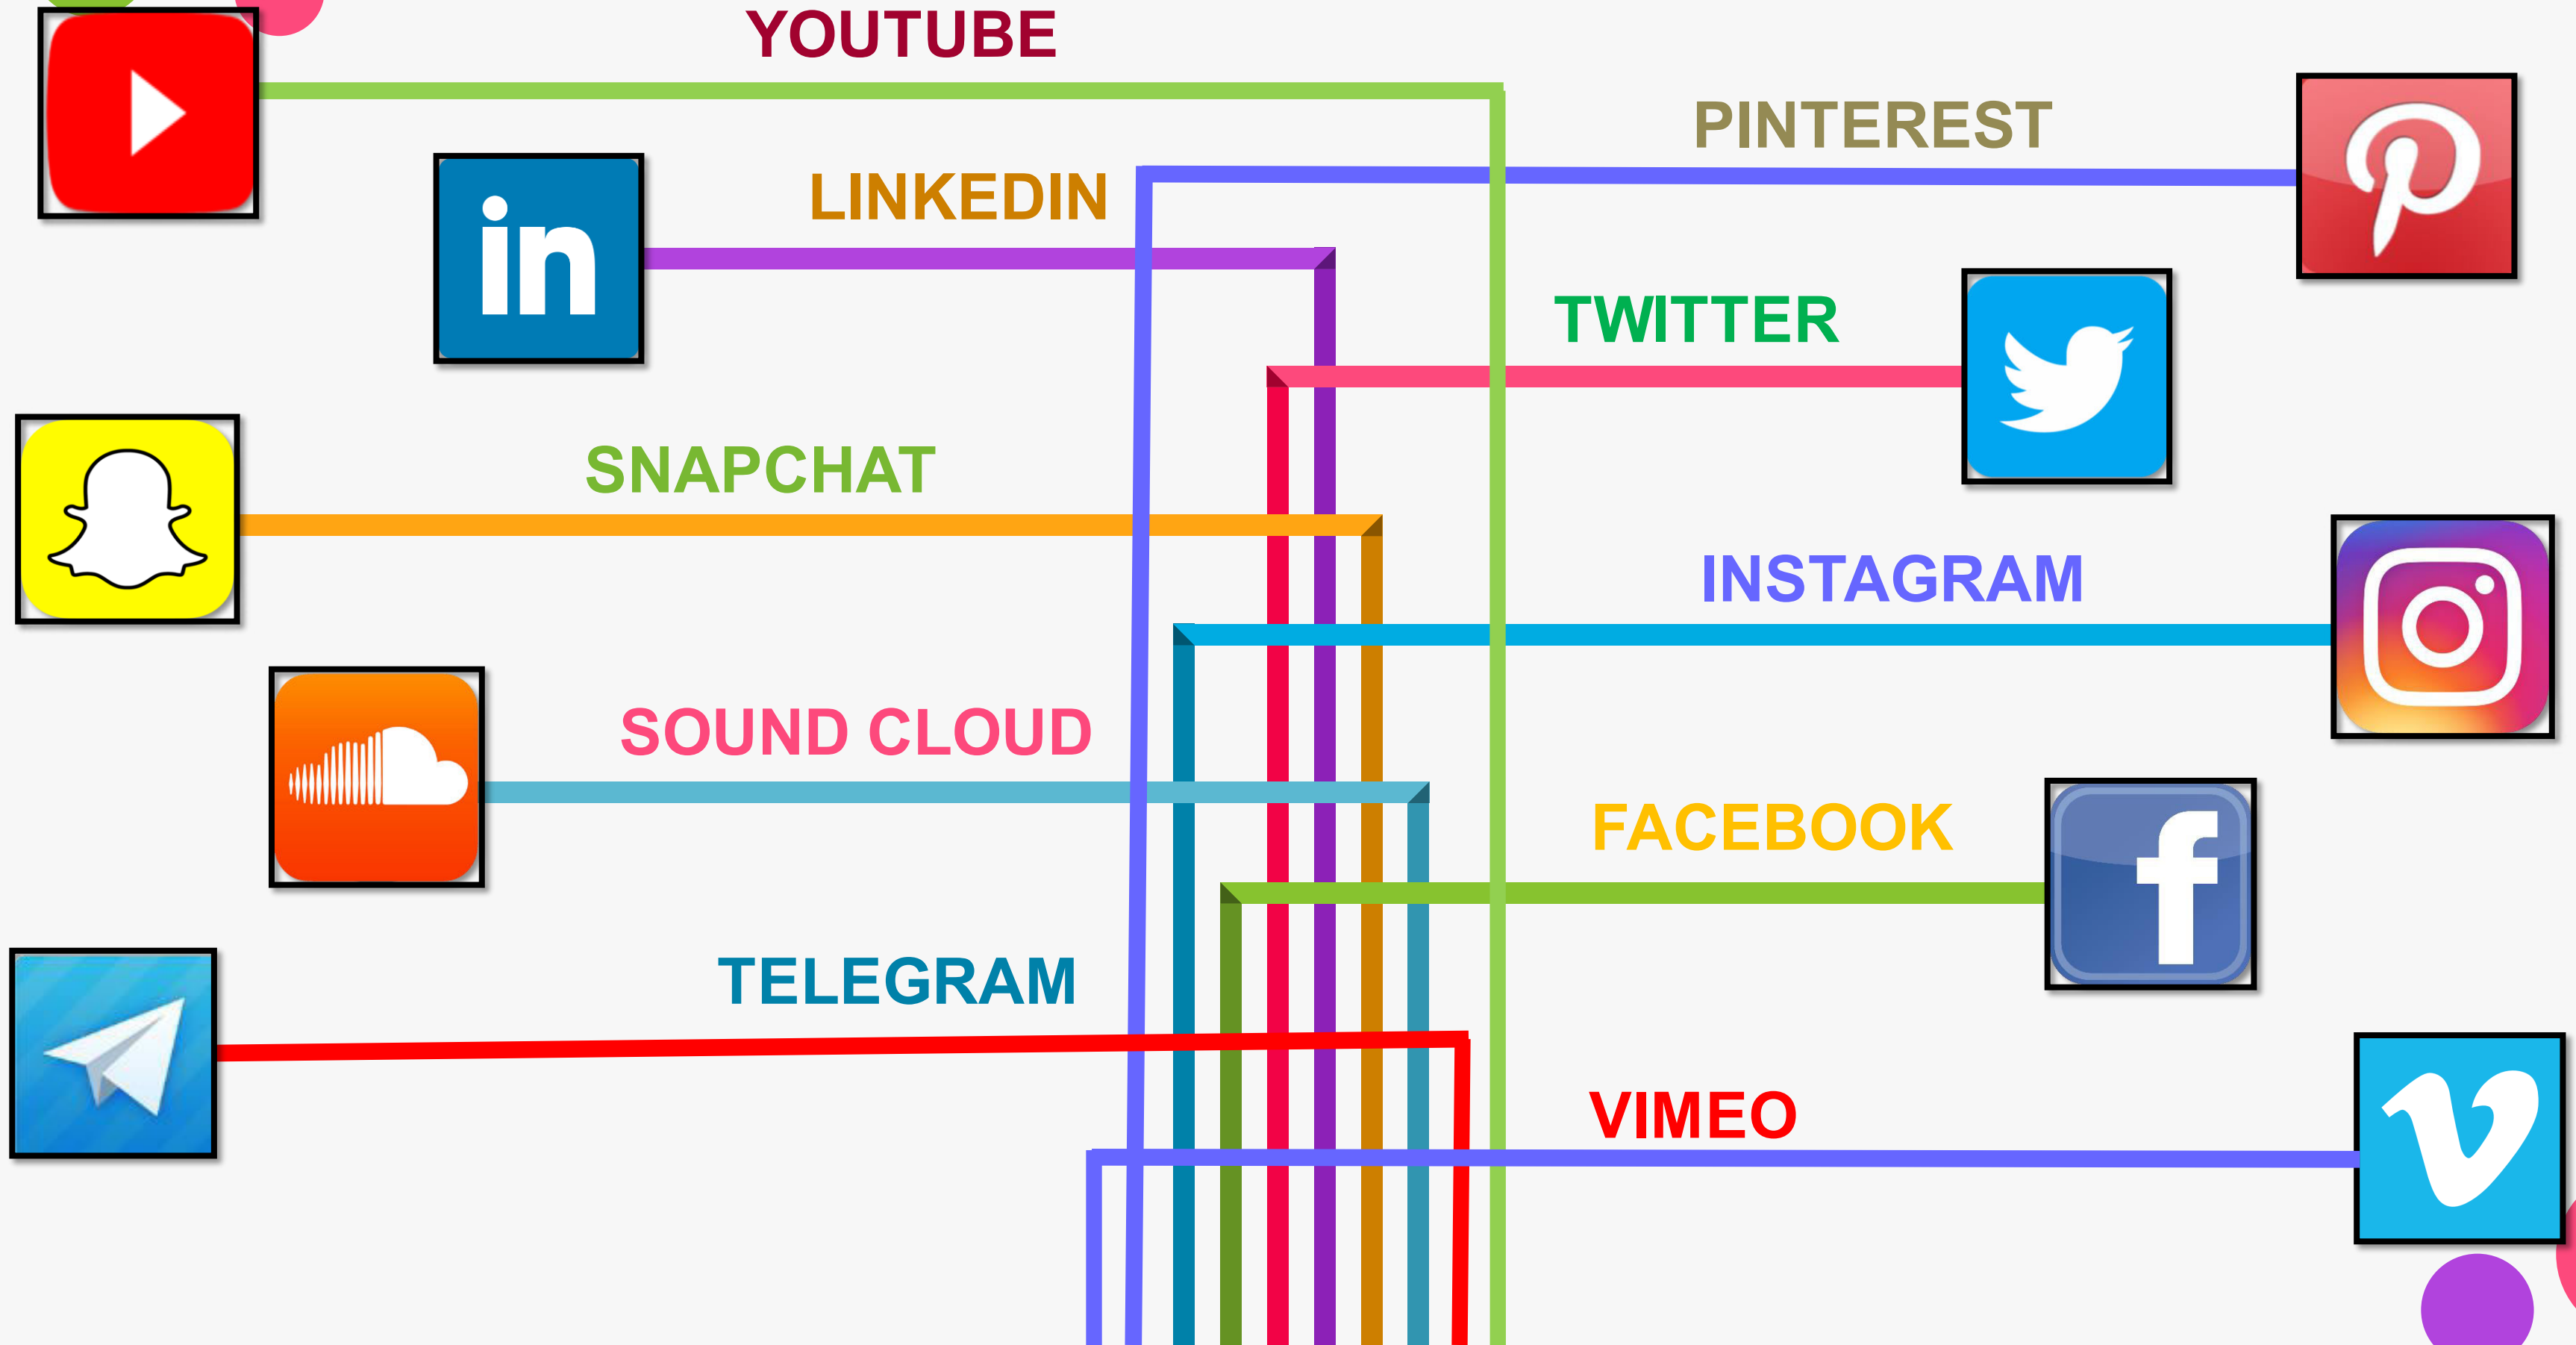 YOUTUBE
PINTEREST
LINKEDIN
in
TWITTER
SNAPCHAT
INSTAGRAM
SOUND CLOUD
FACEBOOK
f
TELEGRAM
VIMEO